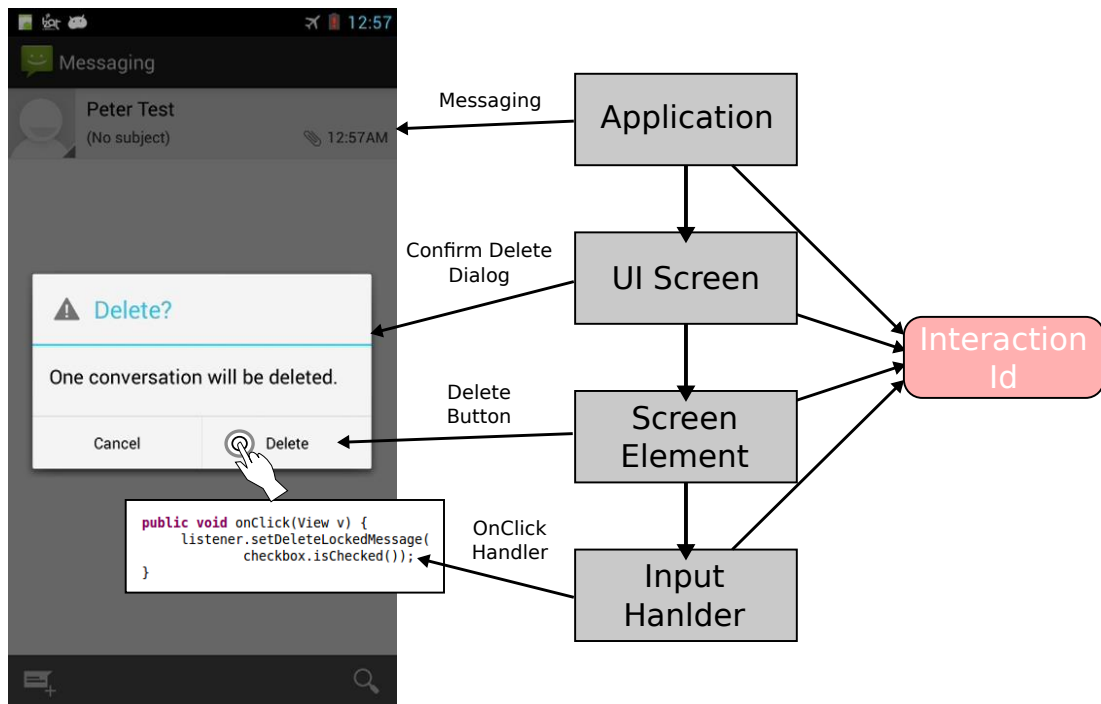 12:57
Messaging
Peter Test
(No subject)
12:57AM
Delete?
One conversation will be deleted.
Cancel
Delete
public void onClick(View v) {
listener.setDeleteLockedMessage(
checkbox.isChecked());
}
Messaging
Confirm Delete
Dialog
Delete
Button
OnClick
Handler
Application
UI Screen
Screen
Element
Input
Hanlder
Interaction
Id